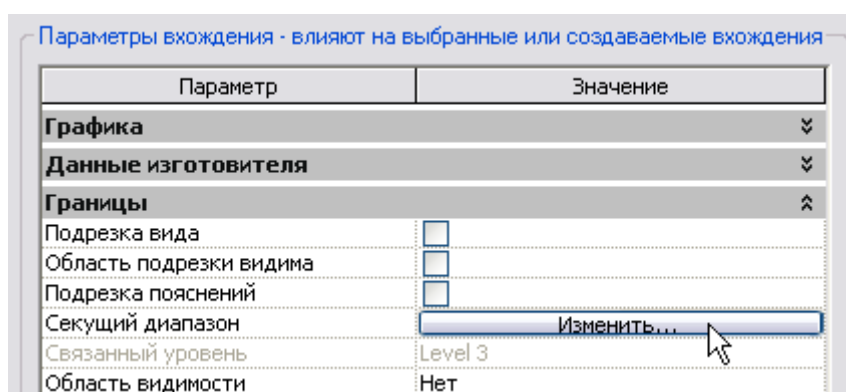 Параметры вхождения - влияют на выбранные или создаваемые вхождения
Параметр Значение
Графика
Данные изготовителя
Границы
Подрезка вида
Область подрезки видима
Подрезка пояснений
Секущий диапазон Изменить...
Связанный уровень Level 3
Область видимости Нет